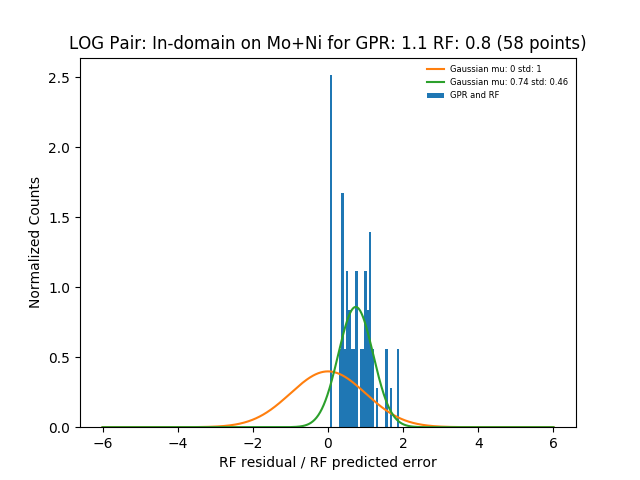 LOG Pair: In-domain on Mo+Ni for GPR: 1.1 RF: 0.8 (58 points)
Gaussian mu: 0 std: 1
Gaussian mu: 0.74 std: 0.46
GPR and RF
Normalized Counts
2.5
2.0
1.5
1.0
0.5
0.0
−6 −4 −2 0 2 4 6
RF residual / RF predicted error